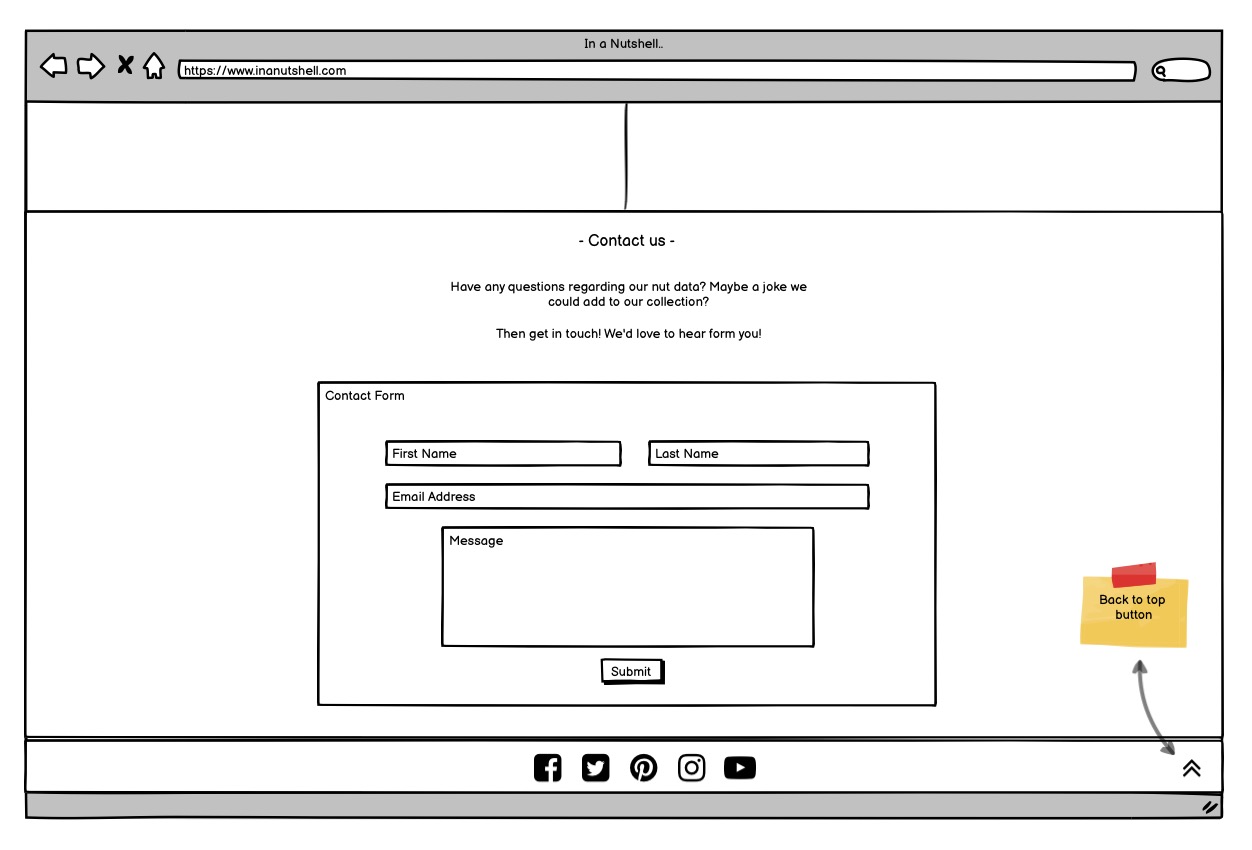 In a Nutshell..
https://www.inanutshell.com
- Contact us -
Have any questions regarding our nut data? Maybe a joke we
could add to our collection?
Then get in touch! We'd love to hear form you!
Contact Form
First Name
Last Name
Email Address
Message
Submit
Back to top
button